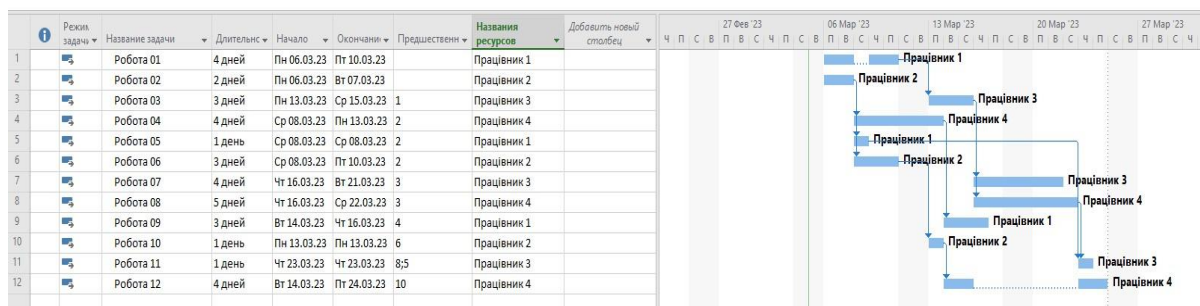 Режим задачи Название задачи Длительнс Начало Окончани Предшественн Названия ресурсов Добавить новый столбец
27 Фев '23 06 Мар '23 13 Мар '23 20 Мар '23 27 Мар '23
Ч П С В П В С Ч П С В П В С Ч П С В П В С Ч П С В П В С Ч П С В П В С Ч
1 Робота 01 4 дней Пн 06.03.23 Пт 10.03.23 Працівник 1 Працівник 1
2 Робота 02 2 дней Пн 06.03.23 Вт 07.03.23 Працівник 2 Працівник 2
3 Робота 03 3 дней Пн 13.03.23 Ср 15.03.23 1 Працівник 3 Працівник 3
4 Робота 04 4 дней Ср 08.03.23 Пн 13.03.23 2 Працівник 4 Працівник 4
5 Робота 05 1 день Ср 08.03.23 Ср 08.03.23 2 Працівник 1 Працівник 1
6 Робота 06 3 дней Ср 08.03.23 Пт 10.03.23 2 Працівник 2 Працівник 2
7 Робота 07 4 дней Чт 16.03.23 Вт 21.03.23 3 Працівник 3 Працівник 3
8 Робота 08 5 дней Чт 16.03.23 Ср 22.03.23 3 Працівник 4 Працівник 4
9 Робота 09 3 дней Вт 14.03.23 Чт 16.03.23 4 Працівник 1 Працівник 1
10 Робота 10 1 день Пн 13.03.23 Пн 13.03.23 6 Працівник 2 Працівник 2
11 Робота 11 1 день Чт 23.03.23 Чт 23.03.23 8;5 Працівник 3 Працівник 3
12 Робота 12 4 дней Вт 14.03.23 Пт 24.03.23 10 Працівник 4 Працівник 4